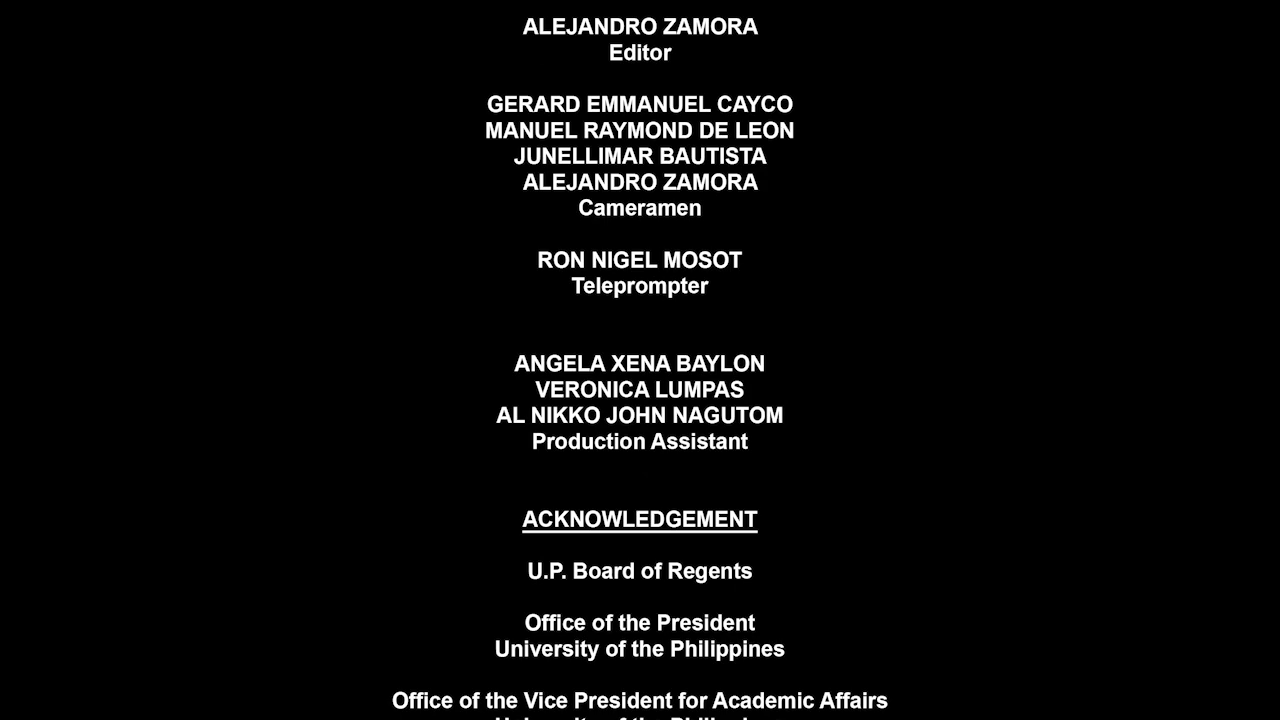 ALEJANDRO ZAMORA
Editor
GERARD EMMANUEL CAYCO
MANUEL RAYMOND DE LEON
JUNELLIMAR BAUTISTA
ALEJANDRO ZAMORA
Cameramen
RON NIGEL MOSOT
Teleprompter
ANGELA XENA BAYLON
VERONICA LUMPAS
AL NIKKO JOHN NAGUTOM
Production Assistant
ACKNOWLEDGEMENT
U.P. Board of Regents
Office of the President
University of the Philippines
Office of the Vice President for Academic Affairs